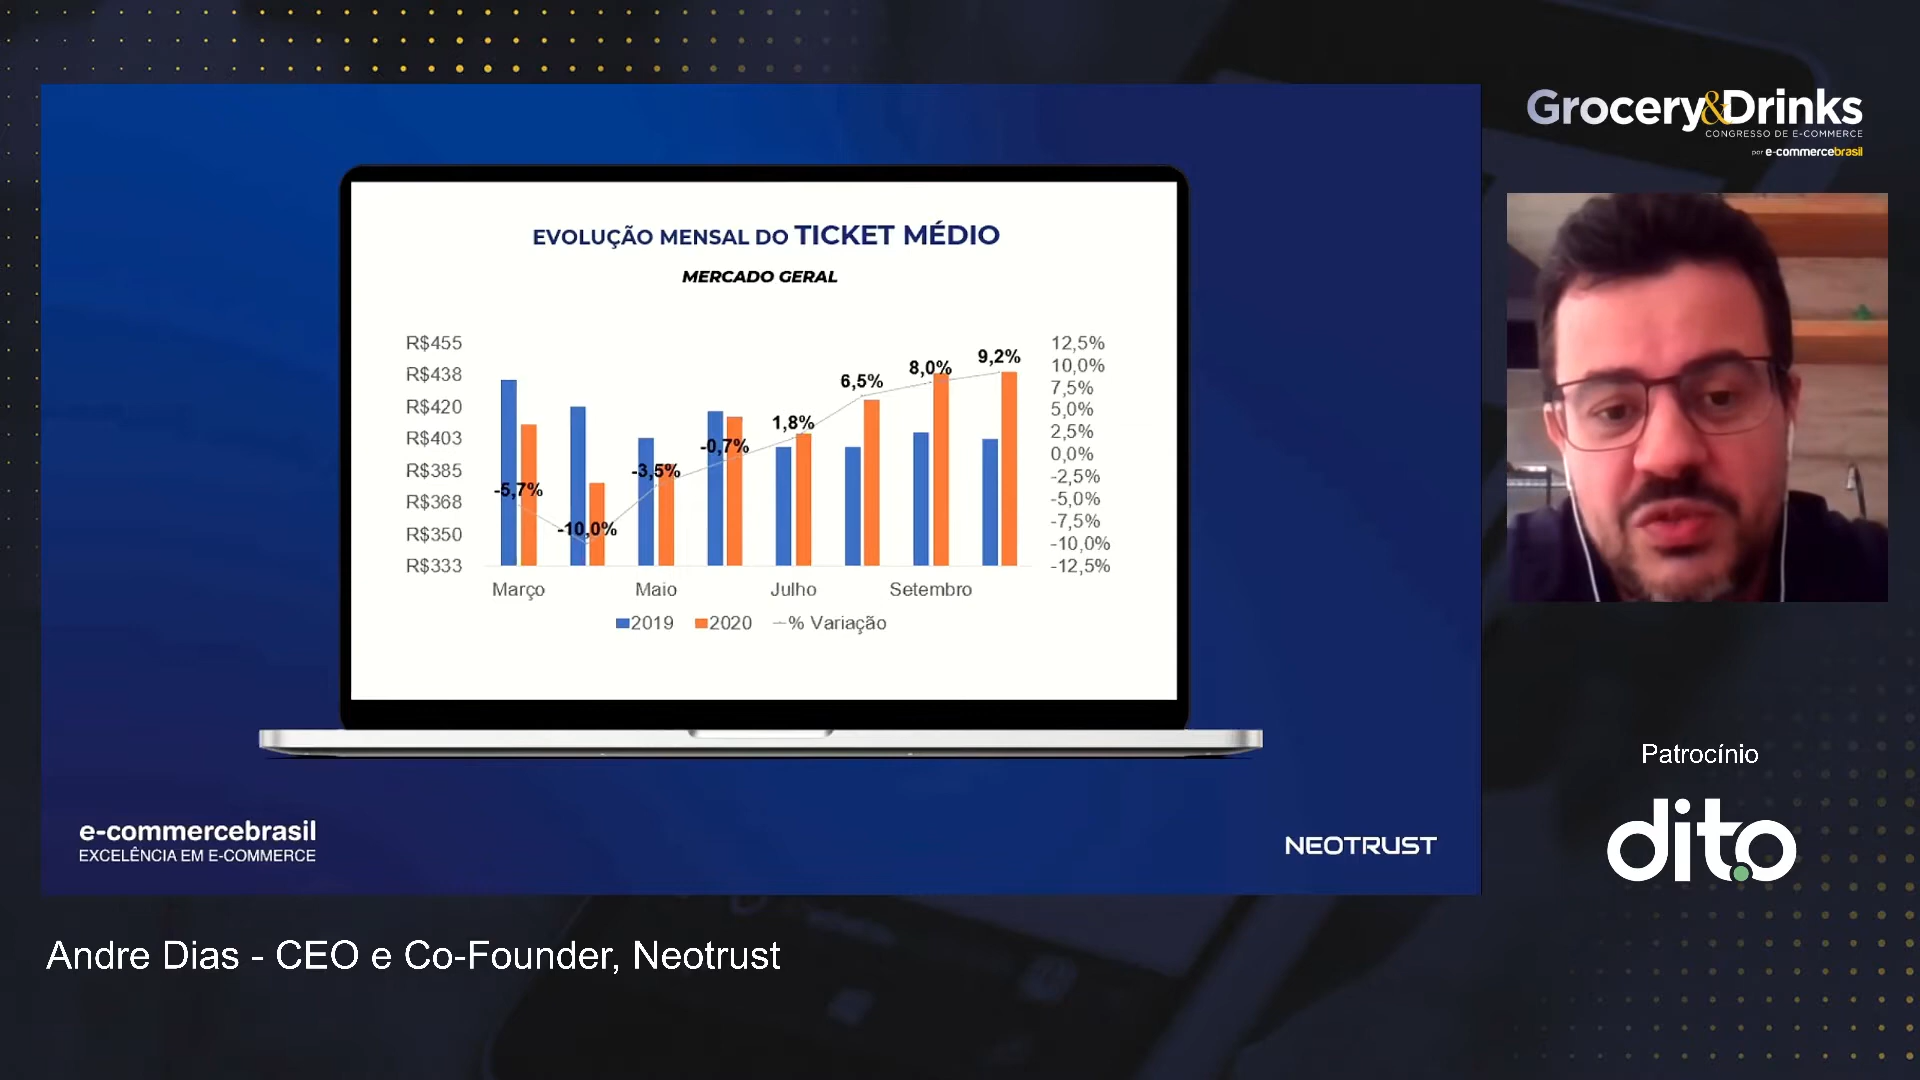 Grocery&Drinks
CONGRESSO DE E-COMMERCE
por e-commercebrasil
EVOLUÇÃO MENSAL DO TICKET MÉDIO
MERCADO GERAL
R$455
R$438
R$420
R$403
R$385
R$368
R$350
R$333
-5,7%
-10,0%
-3,5%
-0,7%
1,8%
6,5%
8,0%
9,2%
12,5%
10,0%
7,5%
5,0%
2,5%
0,0%
-2,5%
-5,0%
-7,5%
-10,0%
-12,5%
Março Maio Julho Setembro
2019 2020 % Variação
Patrocínio
dito
e-commercebrasil
EXCELÊNCIA EM E-COMMERCE
NEOTRUST
Andre Dias - CEO e Co-Founder, Neotrust